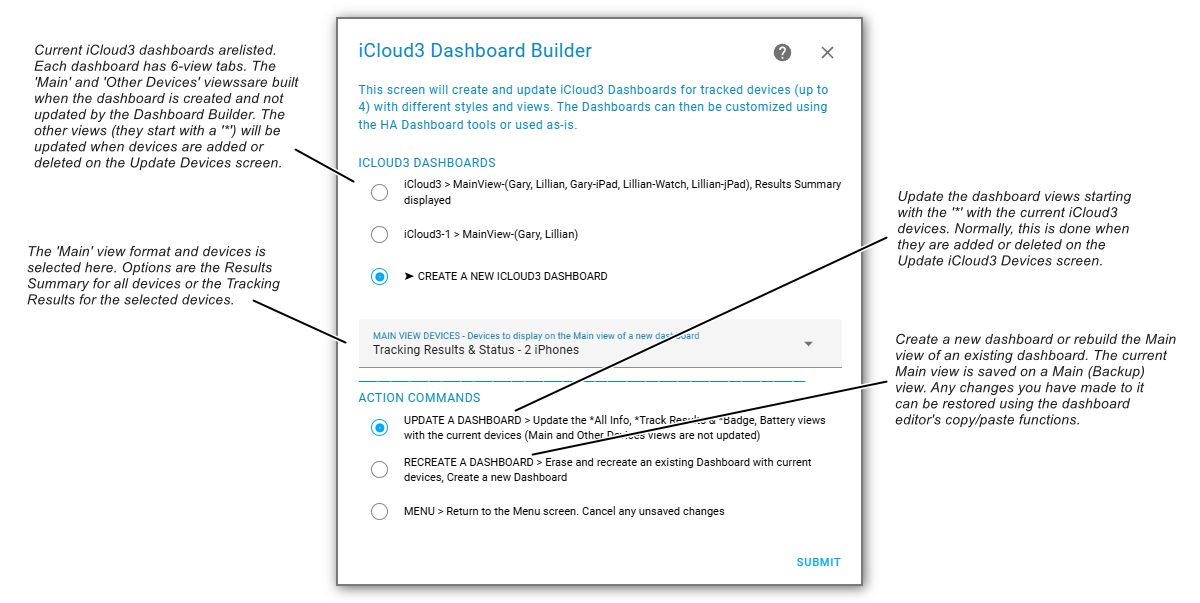 Current iCloud3 dashboards arelisted.
Each dashboard has 6-view tabs. The
'Main' and 'Other Devices' viewssare built
when the dashboard is created and not
updated by the Dashboard Builder. The
other views (they start with a '*') will be
updated when devices are added or
deleted on the Update Devices screen.
The 'Main' view format and devices is
selected here. Options are the Results
Summary for all devices or the Tracking
Results for the selected devices.
iCloud3 Dashboard Builder
This screen will create and update iCloud3 Dashboards for tracked devices (up to
4) with different styles and views. The Dashboards can then be customized using
the HA Dashboard tools or used as-is.
ICLOUD3 DASHBOARDS
iCloud3 > MainView-(Gary, Lillian, Gary-iPad, Lillian-Watch, Lillian-jPad), Results Summary
displayed
iCloud3-1 > MainView-(Gary, Lillian)
➤ CREATE A NEW ICLOUD3 DASHBOARD
MAIN VIEW DEVICES - Devices to display on the Main view of a new dashboard
Tracking Results & Status - 2 iPhones
ACTION COMMANDS
UPDATE A DASHBOARD > Update the *All Info, *Track Results & *Badge, Battery views
with the current devices (Main and Other Devices views are not updated)
RECREATE A DASHBOARD > Erase and recreate an existing Dashboard with current
devices, Create a new Dashboard
MENU > Return to the Menu screen. Cancel any unsaved changes
SUBMIT
Update the dashboard views starting
with the '*' with the current iCloud3
devices. Normally, this is done when
they are added or deleted on the
Update iCloud3 Devices screen.
Create a new dashboard or rebuild the Main
view of an existing dashboard. The current
Main view is saved on a Main (Backup)
view. Any changes you have made to it
can be restored using the dashboard
editor's copy/paste functions.